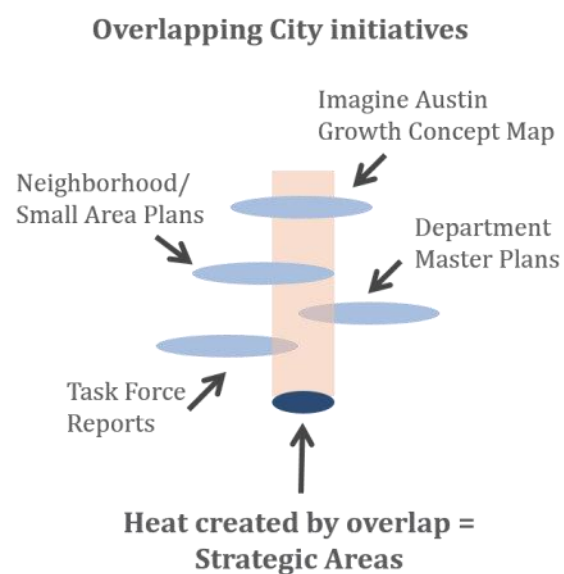 Overlapping City initiatives
Imagine Austin
Growth Concept Map
Neighborhood/
Small Area Plans
Department
Master Plans
Task Force
Reports
Heat created by overlap =
Strategic Areas